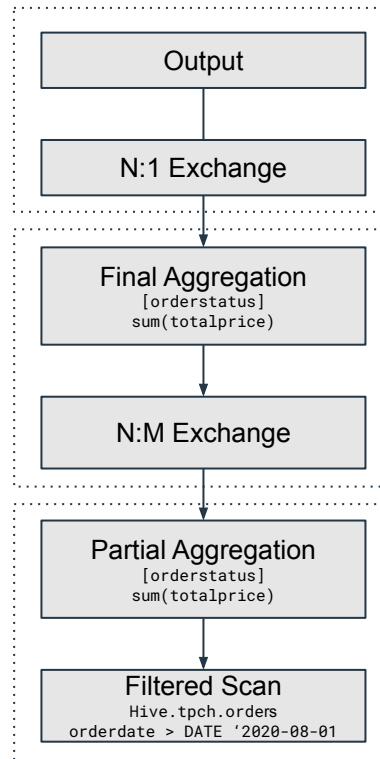 Output
N:1 Exchange
Final Aggregation
[orderstatus]
sum(totalprice)
N:M Exchange
Partial Aggregation
[orderstatus]
sum(totalprice)
Filtered Scan
Hive.tpch.orders
orderdate > DATE ‘2020-08-01